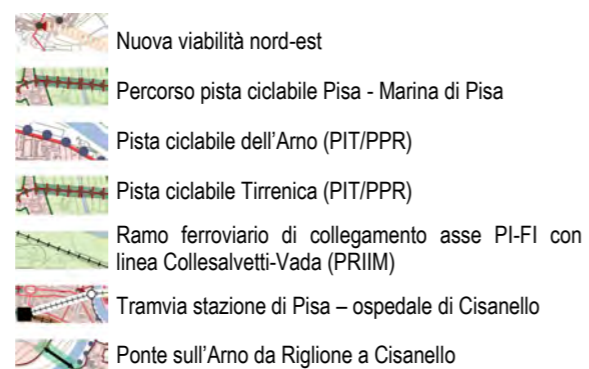 Nuova viabilità nord-est
Percorso pista ciclabile Pisa - Marina di Pisa
Pista ciclabile dell'Arno (PIT/PPR)
Pista ciclabile Tirrenica (PIT/PPR)
Ramo ferroviario di collegamento asse PI-FI con
linea Collesalvetti-Vada (PRIIM)
Tramvia stazione di Pisa – ospedale di Cisanello
Ponte sull'Arno da Riglione a Cisanello